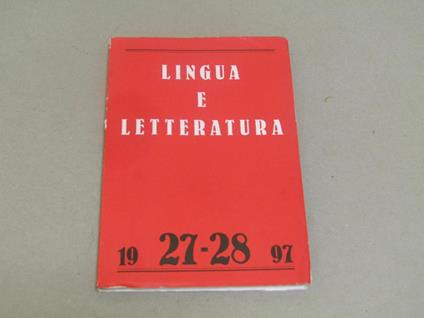 LINGUA
E
LETTERATURA
19 27-28 97